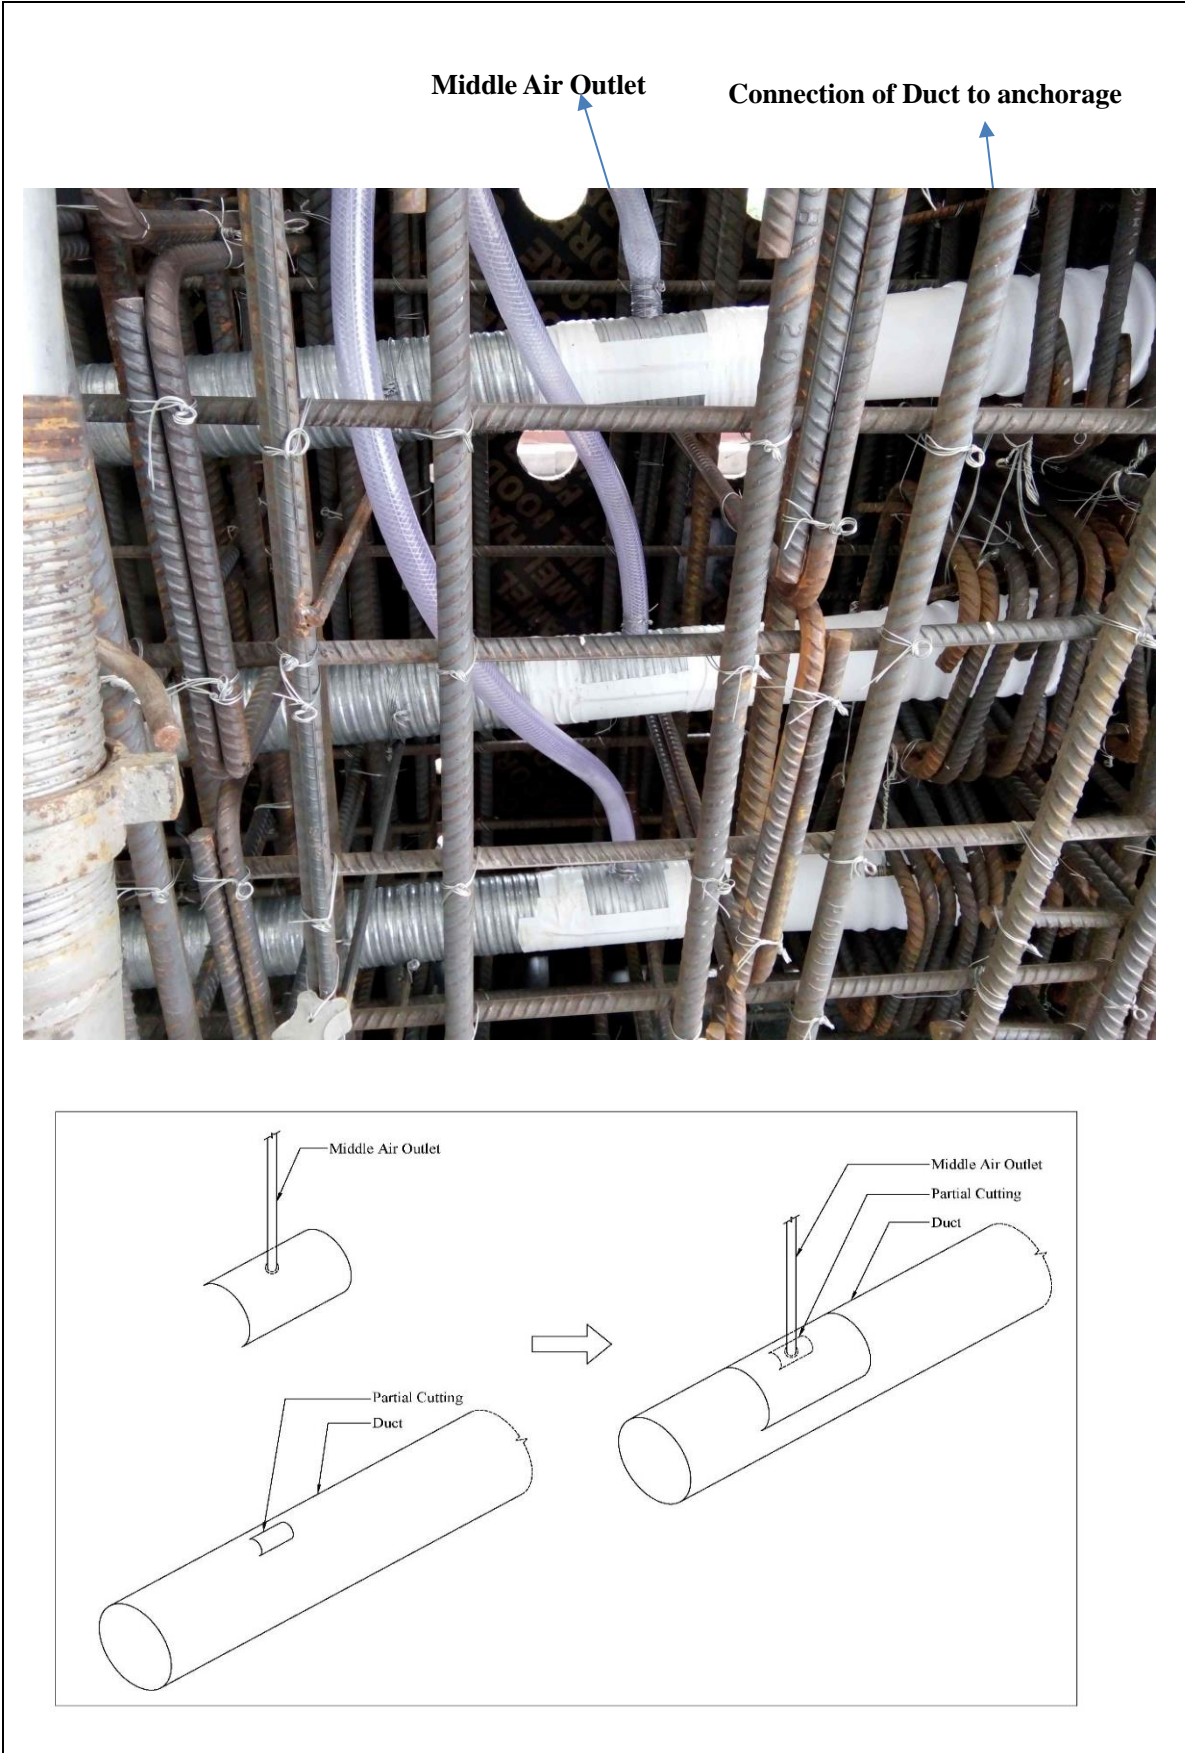 Middle Air Outlet
Connection of Duct to anchorage
20
Middle Air Outlet
Middle Air Outlet
Partial Cutting
Duct
Partial Cutting
Duct